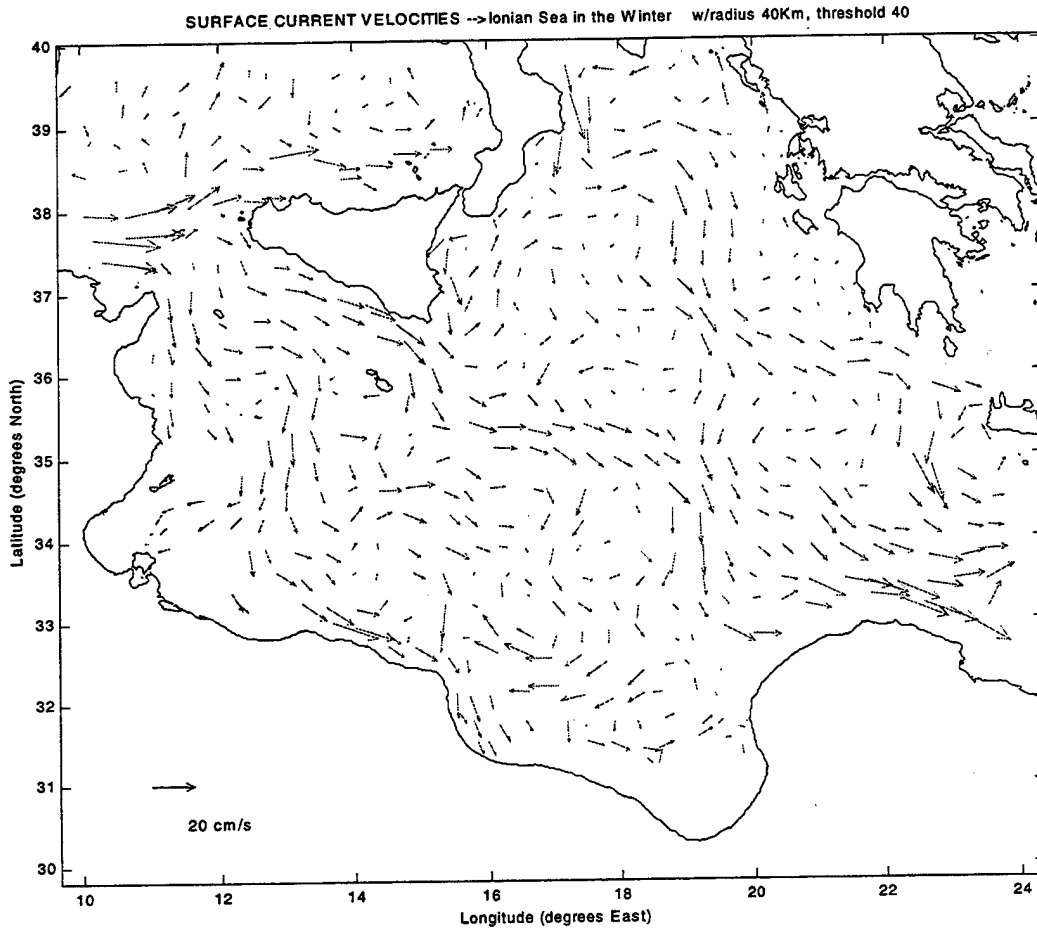 SURFACE CURRENT VELOCITIES -->Ionian Sea in the Winter w/radius 40Km, threshold 40
40
39
38
37
36
35
34
33
32
31
30
Latitude (degrees North)
20 cm/s
10 12 14 16 18 20 22 24
Longitude (degrees East)